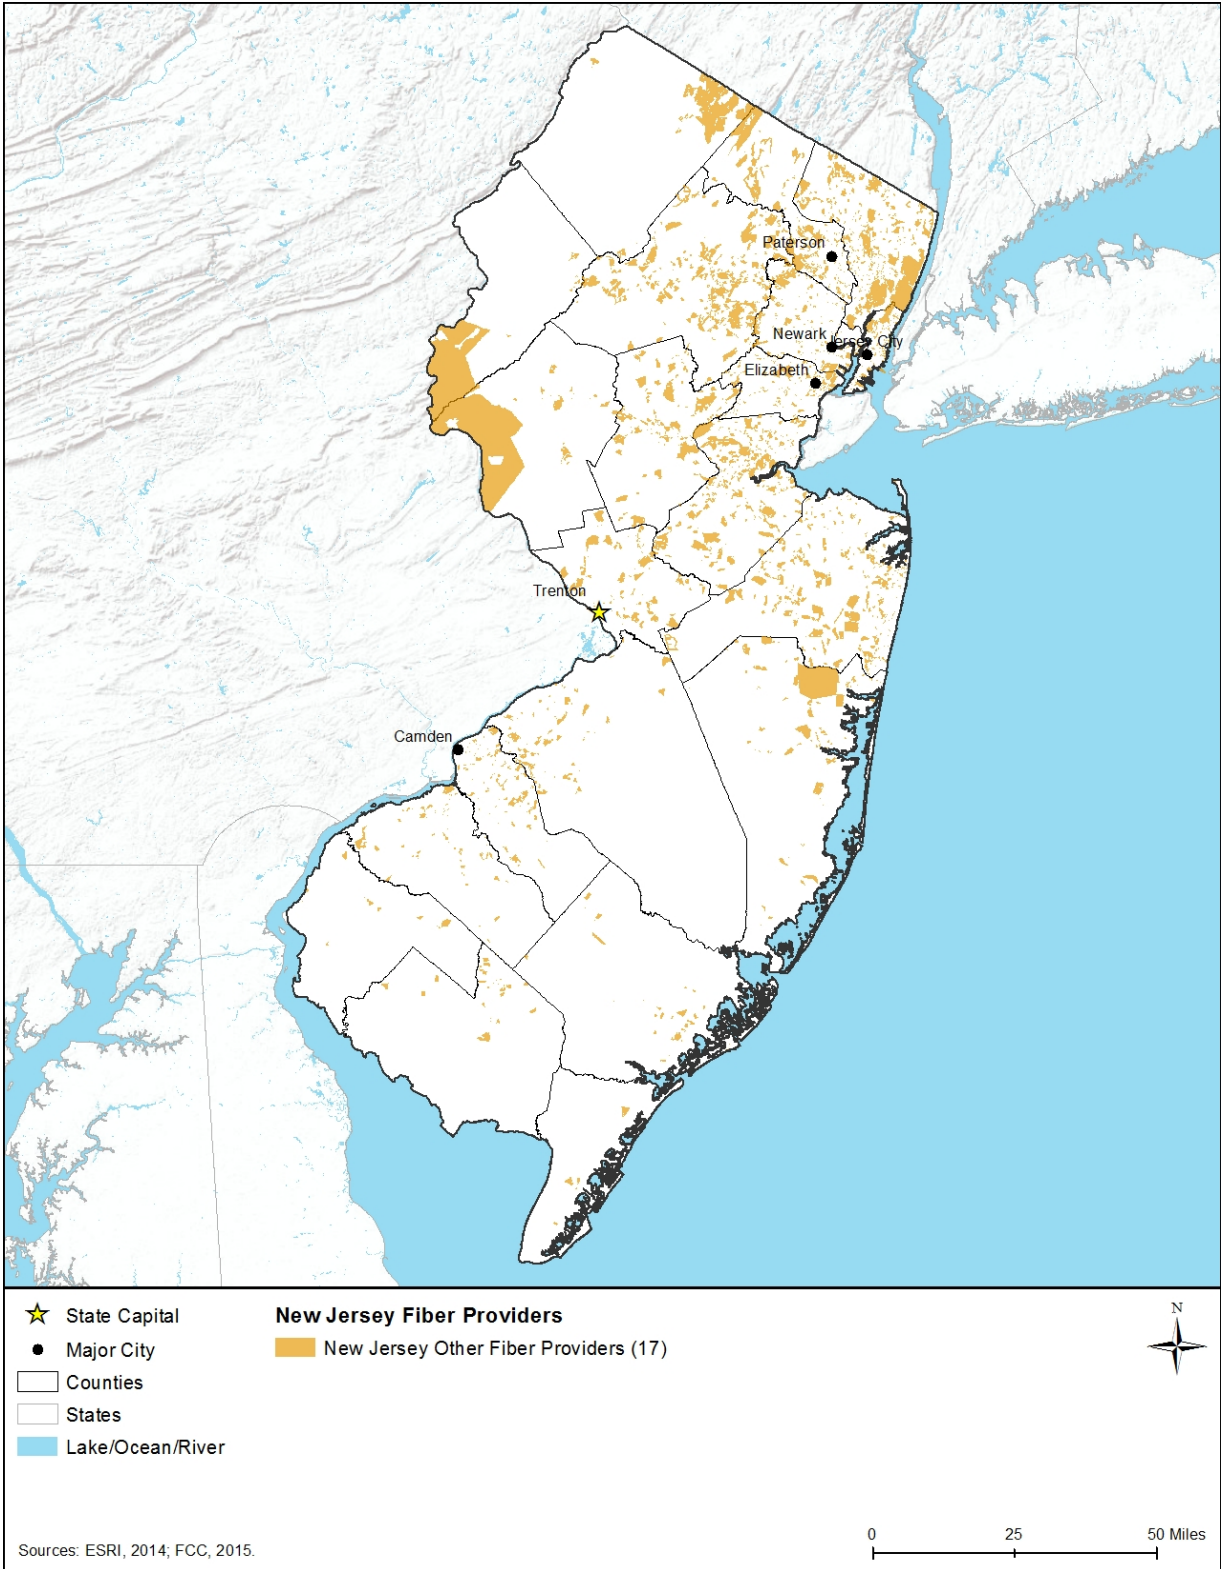 Paterson
Newark
Jersey City
Elizabeth
Trenton
Camden
State Capital
New Jersey Fiber Providers
N
Major City
New Jersey Other Fiber Providers (17)
Counties
States
Lake/Ocean/River
0 25 50 Miles
Sources: ESRI, 2014; FCC, 2015.